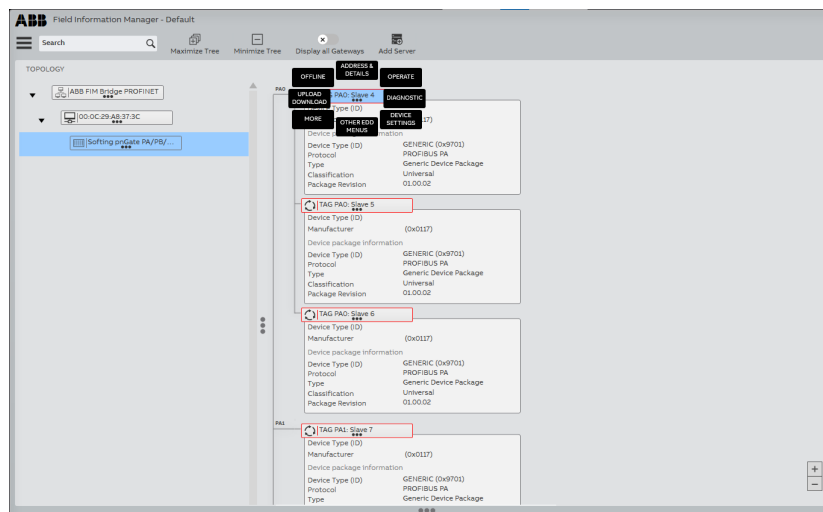 ABB Field Information Manager - Default
Search
Maximize Tree
Minimize Tree
Display all Gateways
Add Server
TOPOLOGY
ABB FIM Bridge PROFINET
00:0C:29:A8:37:3C
Softing pnGate PA/PB/...
PA0
OFFLINE
ADDRESS & DETAILS
OPERATE
UPLOAD DOWNLOAD
PA0: Slave 4
DIAGNOSTIC
MORE
OTHER EDD MENUS
DEVICE SETTINGS
Type (ID)
Device
Device Type (ID) GENERIC (0x9701)
Protocol PROFIBUS PA
Type Generic Device Package
Classification Universal
Package Revision 01.00.02
TAG PA0: Slave 5
Device Type (ID)
Manufacturer (0x0117)
Device package information
Device Type (ID) GENERIC (0x9701)
Protocol PROFIBUS PA
Type Generic Device Package
Classification Universal
Package Revision 01.00.02
TAG PA0: Slave 6
Device Type (ID)
Manufacturer (0x0117)
Device package information
Device Type (ID) GENERIC (0x9701)
Protocol PROFIBUS PA
Type Generic Device Package
Classification Universal
Package Revision 01.00.02
PA1
TAG PA1: Slave 7
Device Type (ID)
Manufacturer (0x0117)
Device package information
Device Type (ID) GENERIC (0x9701)
Protocol PROFIBUS PA
Type Generic Device Package